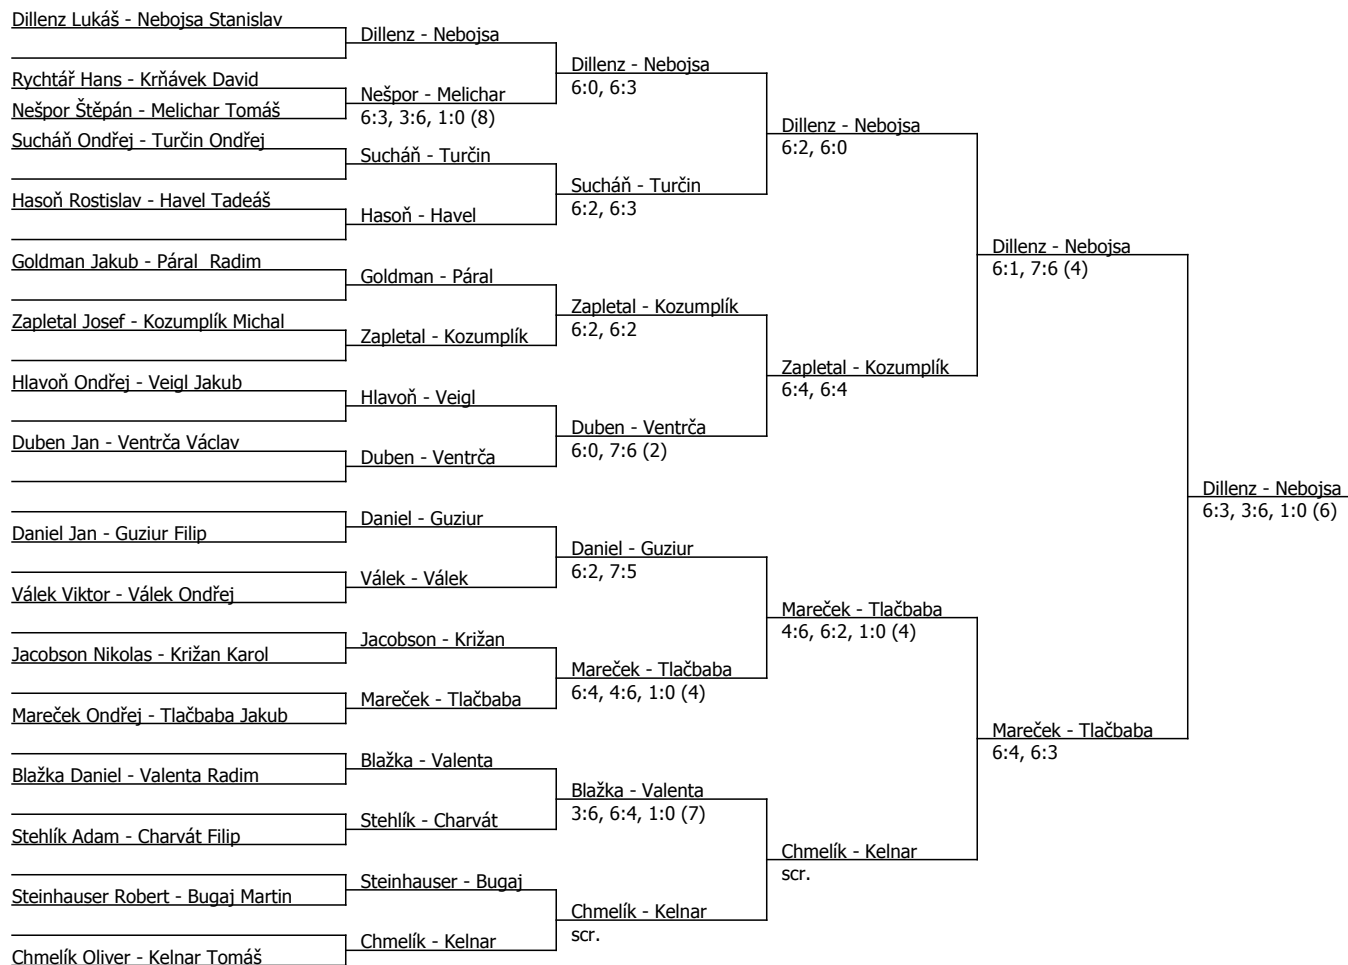 Dillenz Lukáš - Nebojsa Stanislav
Rychtář Hans - Krňávek David
Nešpor Štěpán - Melichar Tomáš
Sucháň Ondřej - Turčin Ondřej
Hasoň Rostislav - Havel Tadeáš
Goldman Jakub - Páral  Radim
Zapletal Josef - Kozumplík Michal
Hlavoň Ondřej - Veigl Jakub
Duben Jan - Ventrča Václav
Daniel Jan - Guziur Filip
Válek Viktor - Válek Ondřej
Jacobson Nikolas - Križan Karol
Mareček Ondřej - Tlačbaba Jakub
Blažka Daniel - Valenta Radim
Stehlík Adam - Charvát Filip
Steinhauser Robert - Bugaj Martin
Chmelík Oliver - Kelnar Tomáš
Dillenz - Nebojsa
Nešpor - Melichar
6:3, 3:6, 1:0 (8)
Sucháň - Turčin
Hasoň - Havel
Goldman - Páral
Zapletal - Kozumplík
Hlavoň - Veigl
Duben - Ventrča
Daniel - Guziur
Válek - Válek
Jacobson - Križan
Mareček - Tlačbaba
Blažka - Valenta
Stehlík - Charvát
Steinhauser - Bugaj
Chmelík - Kelnar
Dillenz - Nebojsa
6:0, 6:3
Sucháň - Turčin
6:2, 6:3
Zapletal - Kozumplík
6:2, 6:2
Duben - Ventrča
6:0, 7:6 (2)
Daniel - Guziur
6:2, 7:5
Mareček - Tlačbaba
6:4, 4:6, 1:0 (4)
Blažka - Valenta
3:6, 6:4, 1:0 (7)
Chmelík - Kelnar
scr.
Dillenz - Nebojsa
6:2, 6:0
Zapletal - Kozumplík
6:4, 6:4
Mareček - Tlačbaba
4:6, 6:2, 1:0 (4)
Chmelík - Kelnar
scr.
Dillenz - Nebojsa
6:1, 7:6 (4)
Mareček - Tlačbaba
6:4, 6:3
Dillenz - Nebojsa
6:3, 3:6, 1:0 (6)